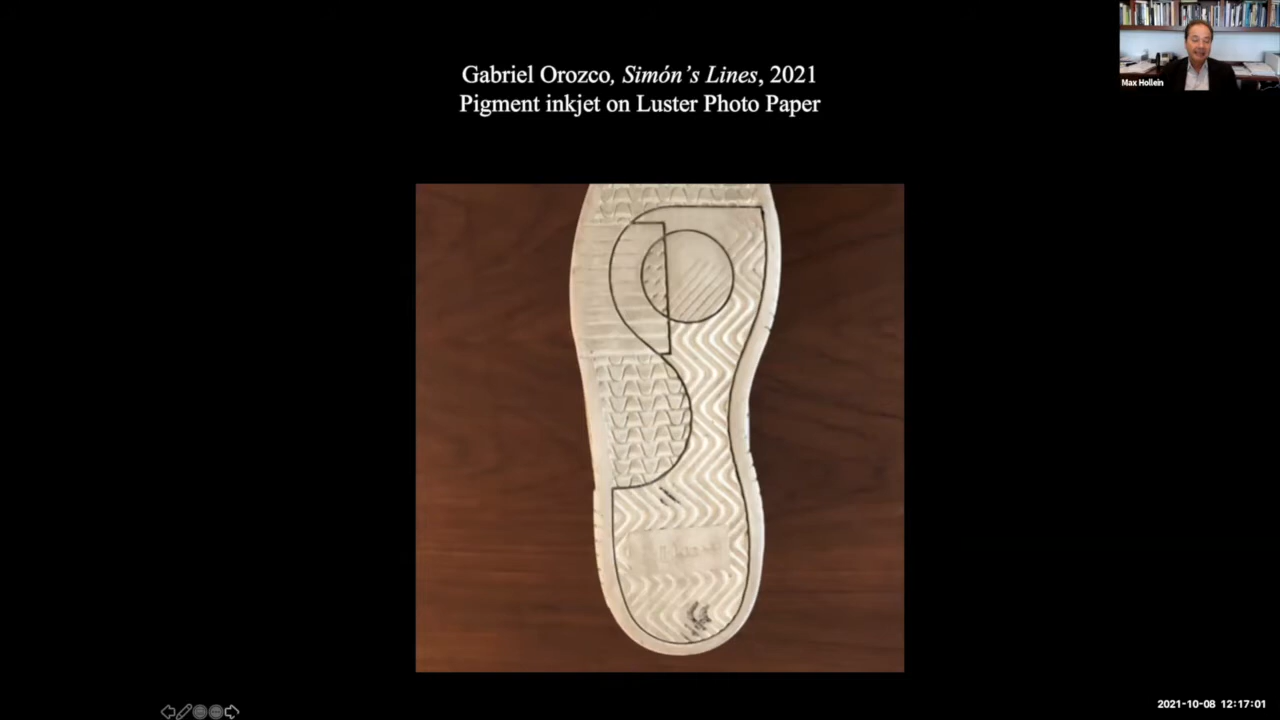 Gabriel Orozco, Simón’s Lines, 2021
Pigment inkjet on Luster Photo Paper
Max Hollein
2021-10-08 12:17:01